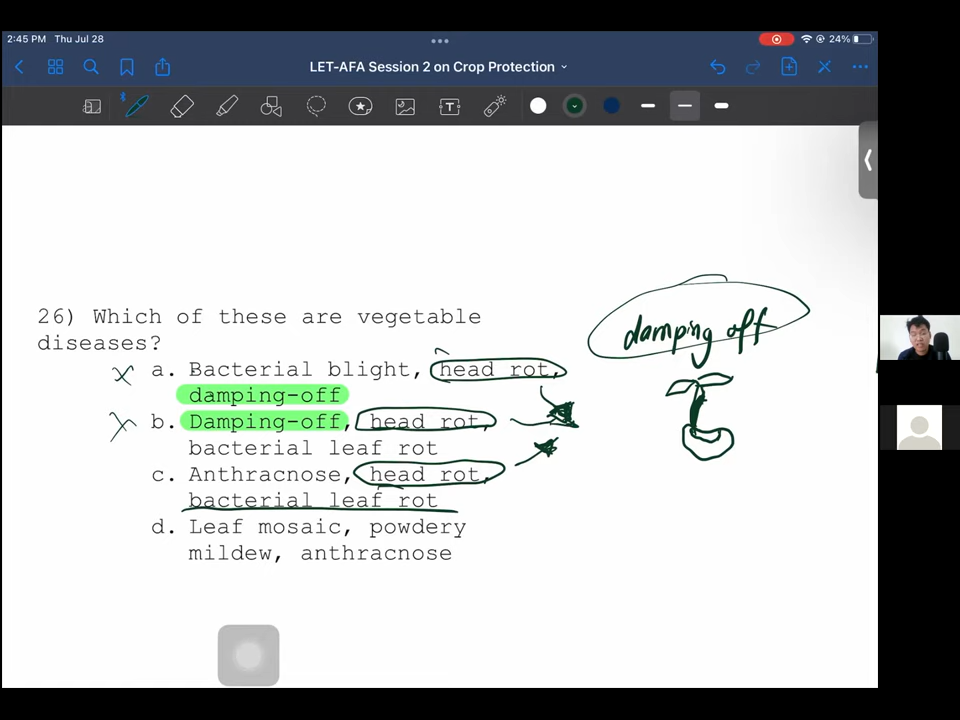 2:45 PM Thu Jul 28
24%
LET-AFA Session 2 on Crop Protection
26) Which of these are vegetable
diseases?
a. Bacterial blight, head rot,
damping-off
b. Damping-off, head rot,
bacterial leaf rot
c. Anthracnose, head rot,
bacterial leaf rot
d. Leaf mosaic, powdery
mildew, anthracnose
damping off